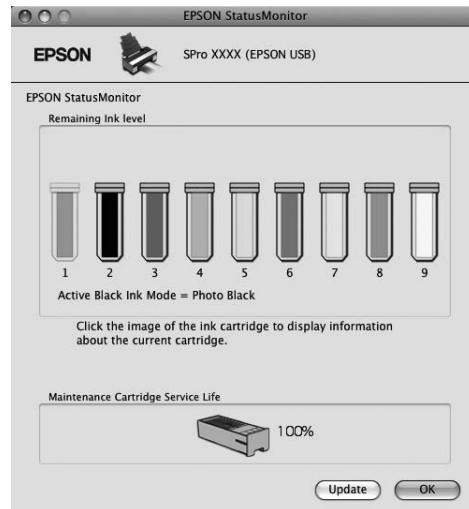 EPSON StatusMonitor
EPSON
SPro XXXX (EPSON USB)
EPSON StatusMonitor
Remaining Ink level
1 2 3 4 5 6 7 8 9
Active Black Ink Mode = Photo Black
Click the image of the ink cartridge to display information
about the current cartridge.
Maintenance Cartridge Service Life
100%
Update OK